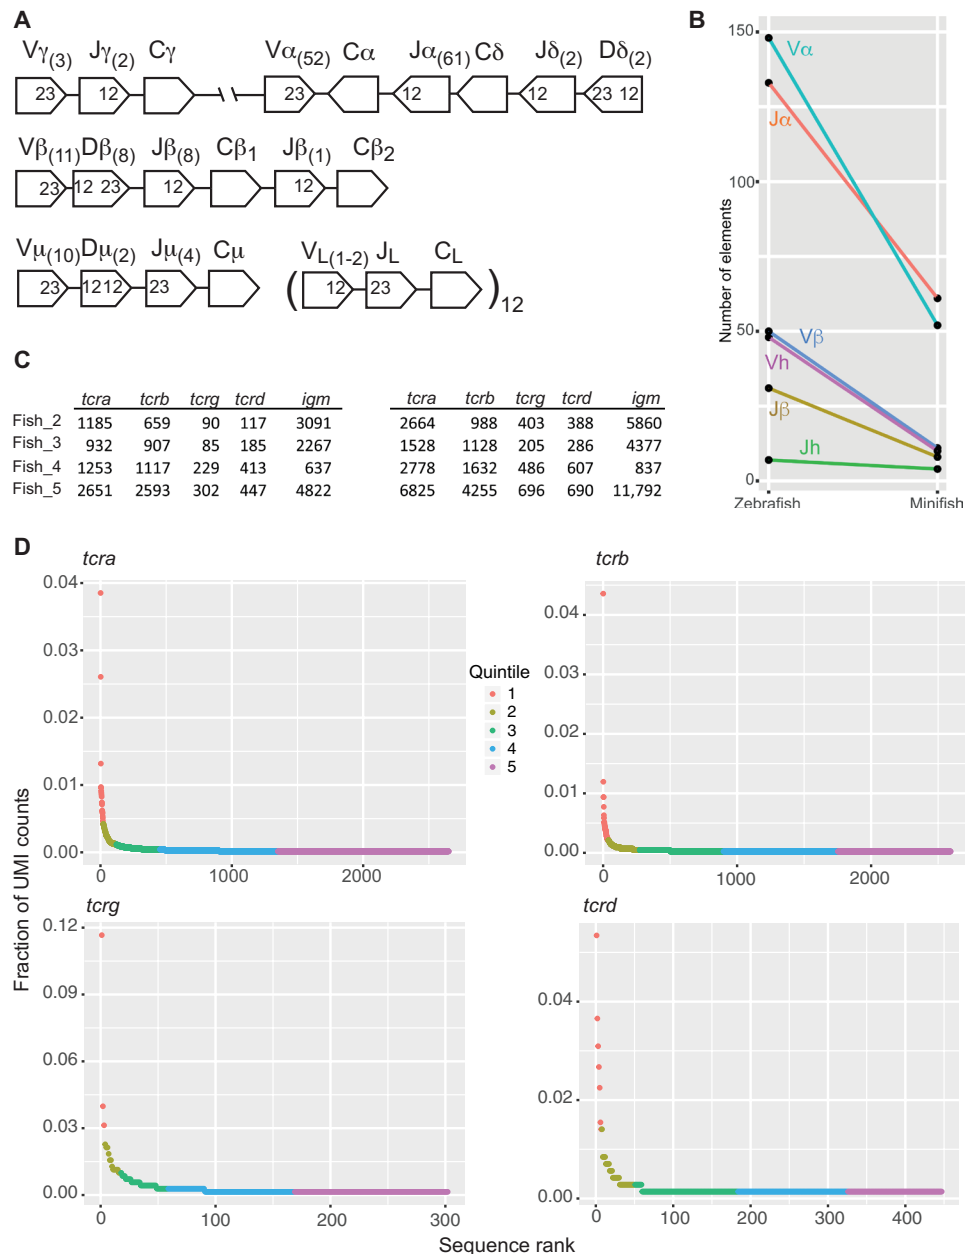 A
Vγ(3) Jγ(2) Cγ Vα(52) Cα Jα(61) Cδ Jδ(2) Dδ(2)
23 12 23 12 12 23 12
Vβ(11) Dβ(8) Jβ(8) Cβ1 Jβ(1) Cβ2
23 12 23 12 12
Vμ(10) Dμ(2) Jμ(4) Cμ
23 12 12 23
( VL(1-2) JL CL )12
12 23
B
150
100
50
0
Number of elements
Vα
Jα
Vβ
Vh
Jβ
Jh
Zebrafish Minifish
C
tcra tcrb tcrg tcrd igm tcra tcrb tcrg tcrd igm
Fish_2 1185 659 90 117 3091 2664 988 403 388 5860
Fish_3 932 907 85 185 2267 1528 1128 205 286 4377
Fish_4 1253 1117 229 413 637 2778 1632 486 607 837
Fish_5 2651 2593 302 447 4822 6825 4255 696 690 11,792
D
Fraction of UMI counts
tcra
0.04
0.03
0.02
0.01
0.00
0 1000 2000
Quintile
1
2
3
4
5
tcrb
0.04
0.03
0.02
0.01
0.00
0 1000 2000
tcrg
0.12
0.09
0.06
0.03
0.00
0 100 200 300
tcrd
0.04
0.02
0.00
0 100 200 300 400
Sequence rank